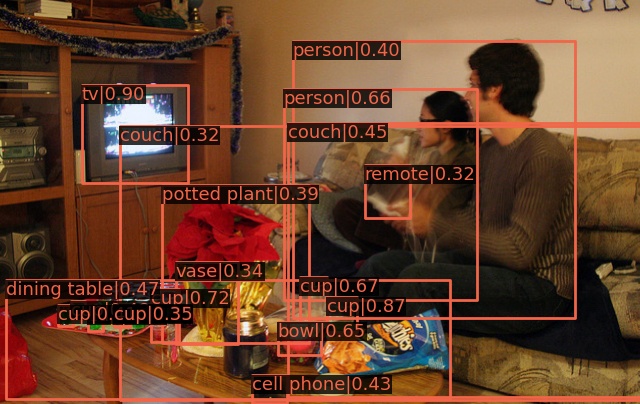 person|0.40
person|0.66
tv|0.90
couch|0.32
couch|0.45
remote|0.32
potted plant|0.39
vase|0.34
dining table|0.47
cup|0.67
cup|0.72
cup|0.87
cup|0.
cup|0.35
bowl|0.65
cell phone|0.43